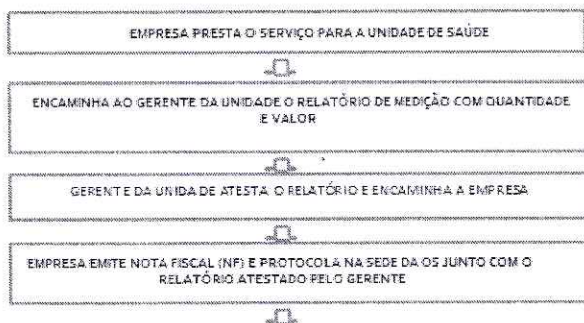 EMPRESA PRESTA O SERVIÇO PARA A UNIDADE DE SAÚDE
ENCAMINHA AO GERENTE DA UNIDADE O RELATÓRIO DE MEDIÇÃO COM QUANTIDADE
E VALOR
GERENTE DA UNIDADE ATESTA O RELATÓRIO E ENCAMINHA A EMPRESA
EMPRESA EMITE NOTA FISCAL (NF) E PROTOCOLA NA SEDE DA OS JUNTO COM O
RELATÓRIO ATESTADO PELO GERENTE